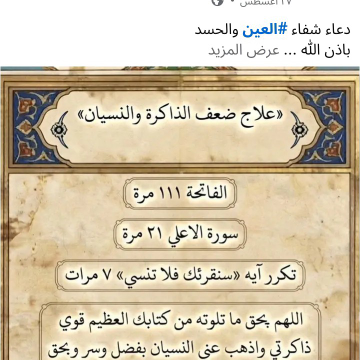 ١٧ أغسطس ·
دعاء شفاء #العين والحسد
باذن الله ... عرض المزيد
«علاج ضعف الذاكرة والنسيان»
الفاتحة ١١١ مرة
سورة الاعلي ٢١ مرة
تكرر آيه «سنقرئك فلا تنسي» ٧ مرات
اللهم بحق ما تلوته من كتابك العظيم قوي
ذاكرتي واذهب عني النسيان بفضل وسر وبحق